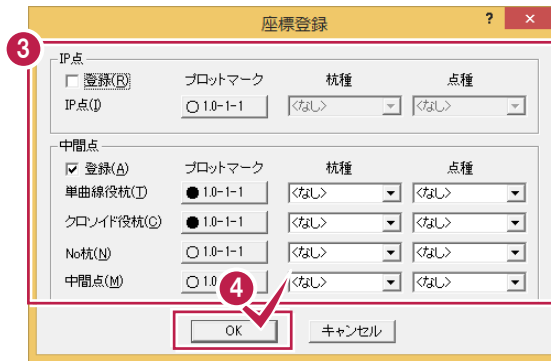 座標登録 ? ×
3
IP点
登録(R) プロットマーク 杭種 点種
IP点(I) ○ 1.0-1-1 <なし> <なし>
中間点
登録(A) プロットマーク 杭種 点種
単曲線役杭(T) ● 1.0-1-1 <なし> <なし>
クロソイド役杭(C) ● 1.0-1-1 <なし> <なし>
No杭(N) ○ 1.0-1-1 <なし> <なし>
中間点(M) ○ 1.0 <なし> <なし>
4
OK キャンセル